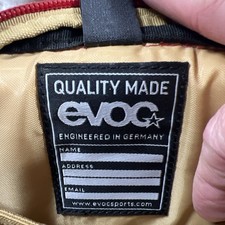 QUALITY MADE
evoc
ENGINEERED IN GERMANY
NAME
ADDRESS
EMAIL
www.evocsports.com